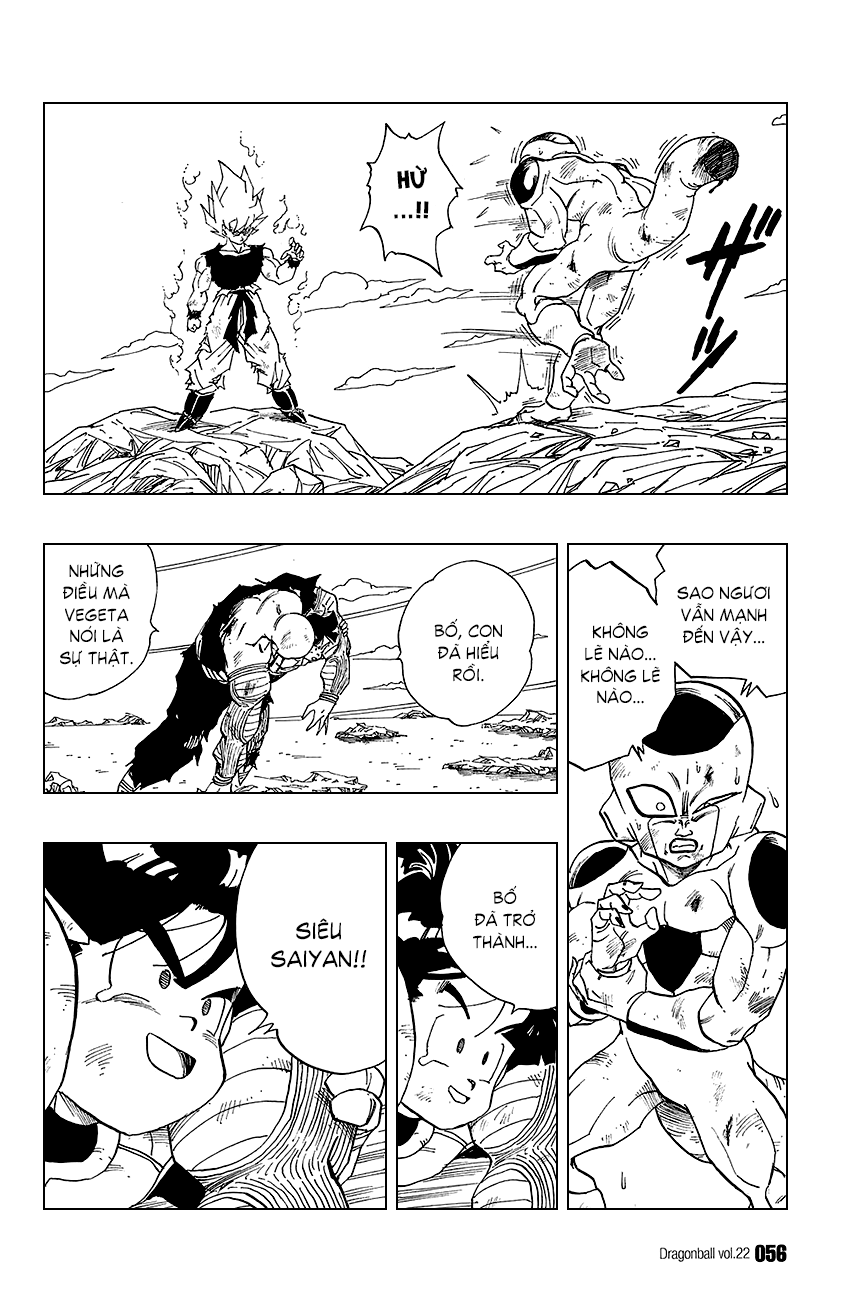 HỪ
...!!
ザザ
SAO NGƯƠI
VẪN MẠNH
ĐẾN VẬY...
KHÔNG
LẼ NÀO...
KHÔNG LẼ
NÀO...
BỐ, CON
ĐÃ HIỂU
RỒI.
NHỮNG
ĐIỀU MÀ
VEGETA
NÓI LÀ
SỰ THẬT.
BỐ
ĐÃ TRỞ
THÀNH...
SIÊU
SAIYAN!!
Dragonball vol.22 056